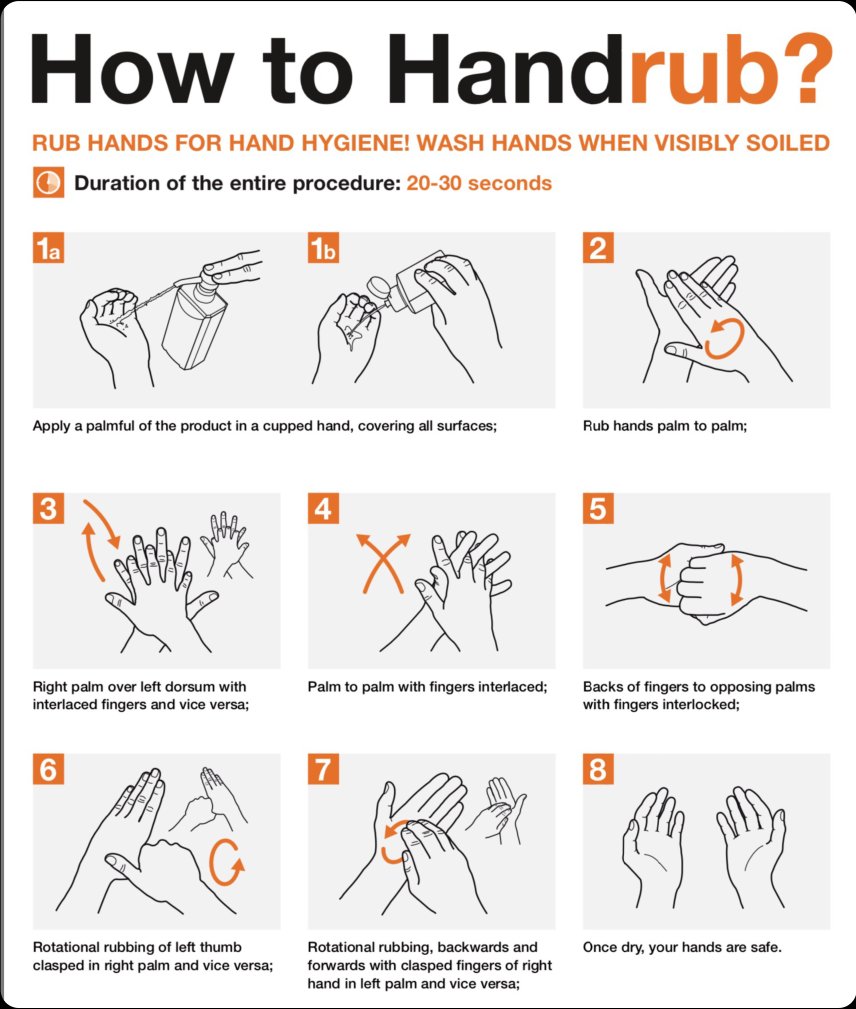 How to Handrub?
RUB HANDS FOR HAND HYGIENE! WASH HANDS WHEN VISIBLY SOILED
Duration of the entire procedure: 20-30 seconds
1a
1b
2
Apply a palmful of the product in a cupped hand, covering all surfaces;
Rub hands palm to palm;
3
4
5
Right palm over left dorsum with
interlaced fingers and vice versa;
Palm to palm with fingers interlaced;
Backs of fingers to opposing palms
with fingers interlocked;
6
7
8
Rotational rubbing of left thumb
clasped in right palm and vice versa;
Rotational rubbing, backwards and
forwards with clasped fingers of right
hand in left palm and vice versa;
Once dry, your hands are safe.